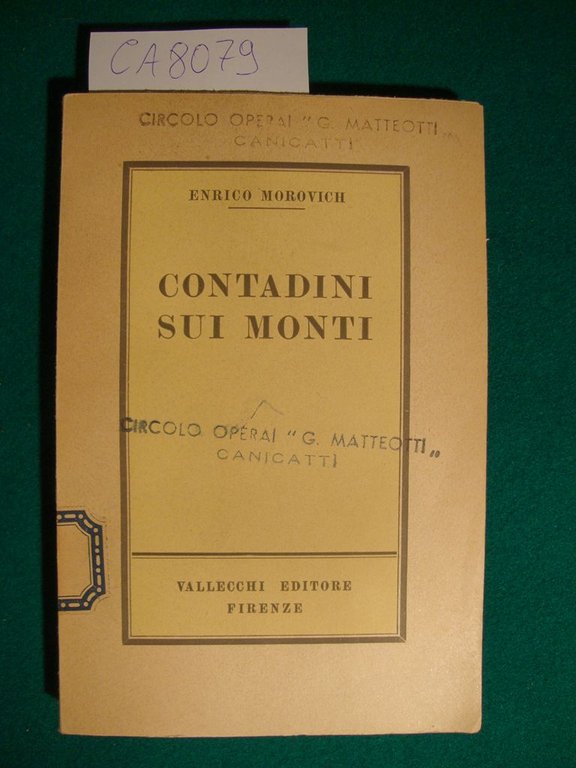 CA8079
CIRCOLO OPERAI "G. MATTEOTTI„
CANICATTI
ENRICO MOROVICH
CONTADINI
SUI MONTI
CIRCOLO OPERAI "G. MATTEOTTI„
CANICATTI
VALLECCHI EDITORE
FIRENZE